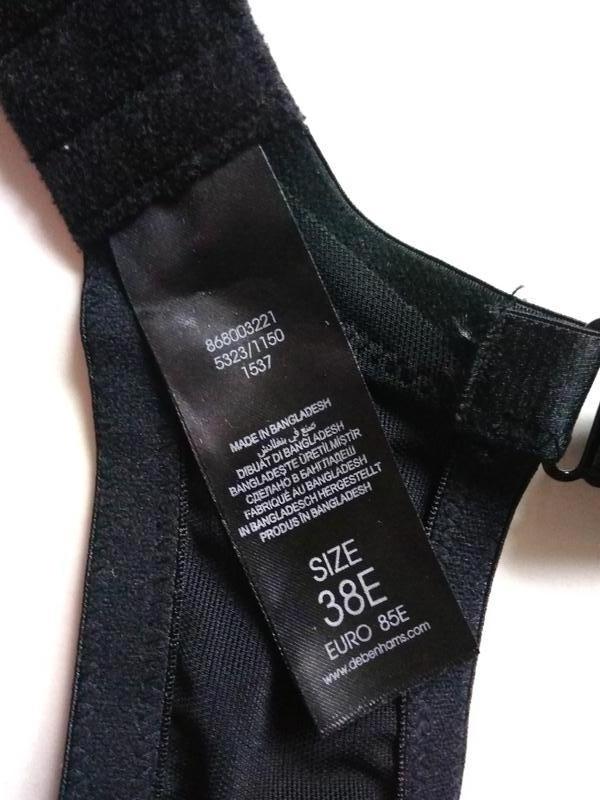 868003221
5323/1150
1537
MADE IN BANGLADESH
صنع في بنغلاديش
DIBUAT DI BANGLADESH
BANGLADEŞTE ÜRETİLMİŞTİR
СДЕЛАНО В БАНГЛАДЕШ
FABRIQUÉ AU BANGLADESH
IN BANGLADESCH HERGESTELLT
PRODUS ÎN BANGLADESH
SIZE
38E
EURO 85E
www.debenhams.com